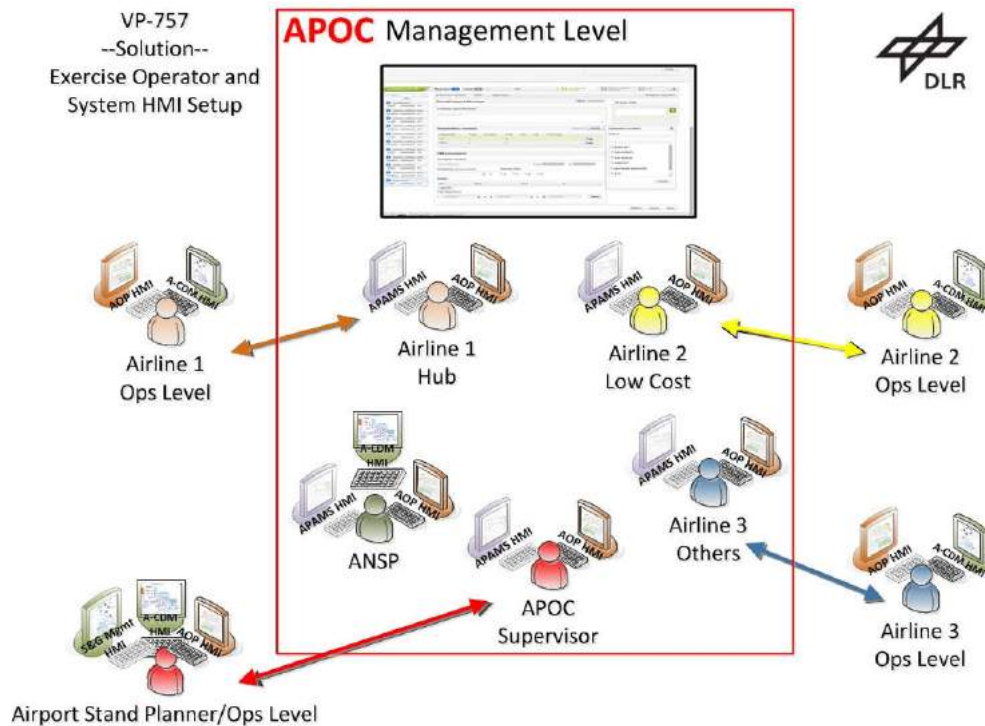 VP-757
--Solution--
Exercise Operator and
System HMI Setup
APOC Management Level
DLR
AOP HMI
A-CDM HMI
Airline 1
Ops Level
APAMS HMI
AOP HMI
Airline 1
Hub
APAMS HMI
AOP HMI
Airline 2
Low Cost
AOP HMI
A-CDM HMI
Airline 2
Ops Level
A-CDM
HMI
APAMS HMI
AOP HMI
ANSP
APAMS HMI
AOP HMI
APOC
Supervisor
APAMS HMI
AOP HMI
Airline 3
Others
AOP HMI
A-CDM HMI
Airline 3
Ops Level
S&G Mgmt
HMI
A-CDM
HMI
AOP HMI
Airport Stand Planner/Ops Level